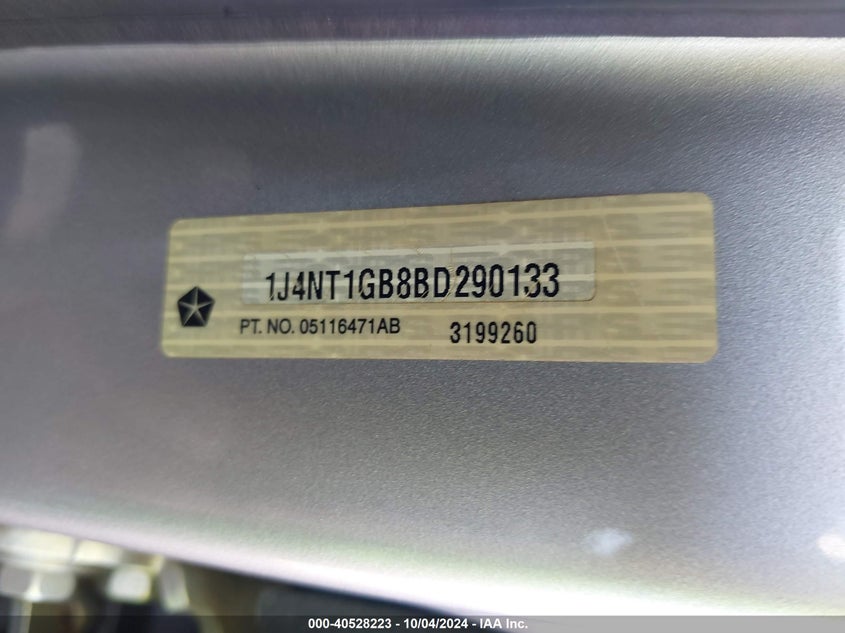 1J4NT1GB8BD290133
PT. NO. 05116471AB 3199260
000-40528223 - 10/04/2024 - IAA Inc.